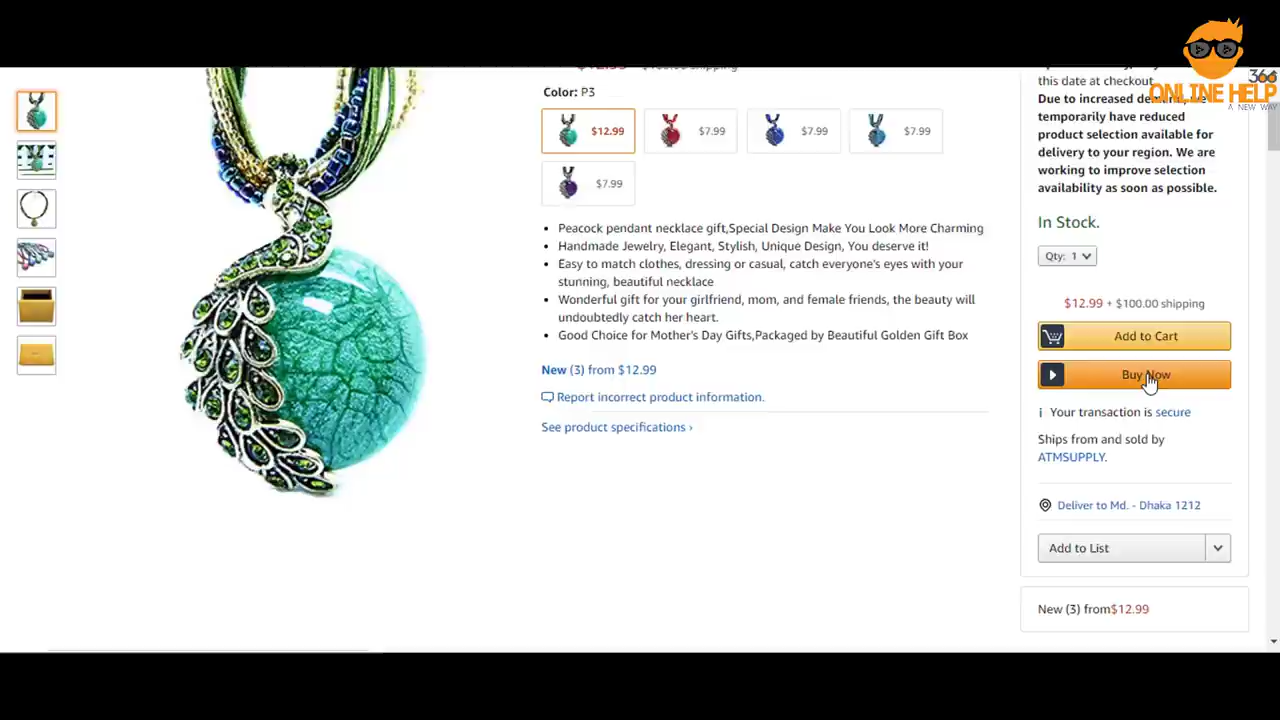 366
ONLINE HELP
A NEW WAY
Color: P3
$12.99
$7.99
$7.99
$7.99
$7.99
Peacock pendant necklace gift,Special Design Make You Look More Charming
Handmade Jewelry, Elegant, Stylish, Unique Design, You deserve it!
Easy to match clothes, dressing or casual, catch everyone's eyes with your
stunning, beautiful necklace
Wonderful gift for your girlfriend, mom, and female friends, the beauty will
undoubtedly catch her heart.
Good Choice for Mother's Day Gifts,Packaged by Beautiful Golden Gift Box
New (3) from $12.99
Report incorrect product information.
See product specifications ›
this date at checkout
Due to increased
temporarily have reduced
product selection available for
delivery to your region. We are
working to improve selection
availability as soon as possible.
In Stock.
Qty: 1
$12.99 + $100.00 shipping
Add to Cart
Buy Now
Your transaction is secure
Ships from and sold by
ATMSUPPLY.
Deliver to Md. - Dhaka 1212
Add to List
New (3) from$12.99